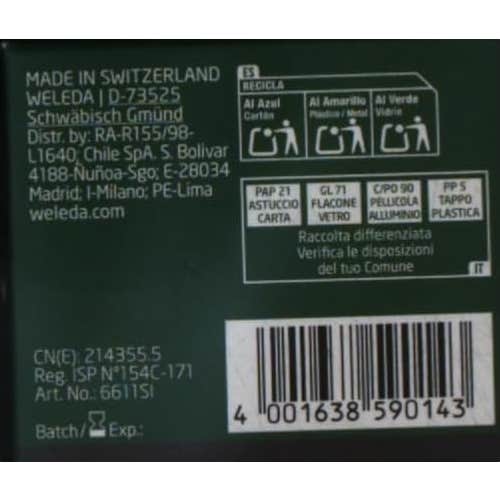 MADE IN SWITZERLAND
WELEDA | D-73525
Schwäbisch Gmünd
Distr. by: RA-R155/98-
L1640; Chile SpA. S. Bolivar
4188-Ñuñoa-Sgo; E-28034
Madrid; I-Milano; PE-Lima
weleda.com
ES
RECICLA
Al Azul
Cartón
Al Amarillo
Plástico / Metal
Al Verde
Vidrio
PAP 21
ASTUCCIO
CARTA
GL 71
FLACONE
VETRO
C/PO 90
PELLICOLA
ALLUMINIO
PP 5
TAPPO
PLASTICA
Raccolta differenziata
Verifica le disposizioni
del tuo Comune
IT
CN(E): 214355.5
Reg. ISP N°154C-171
Art. No.: 6611SI
Batch/ Exp.:
4 001638 590143